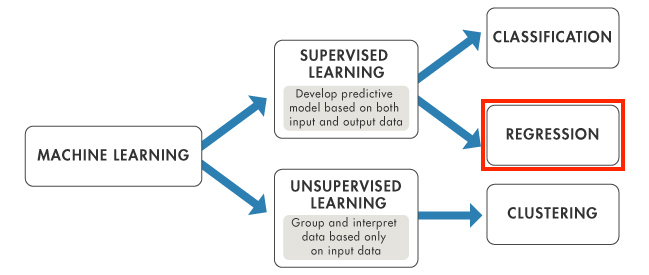 MACHINE LEARNING
SUPERVISED
LEARNING
Develop predictive
model based on both
input and output data
UNSUPERVISED
LEARNING
Group and interpret
data based only
on input data
CLASSIFICATION
REGRESSION
CLUSTERING